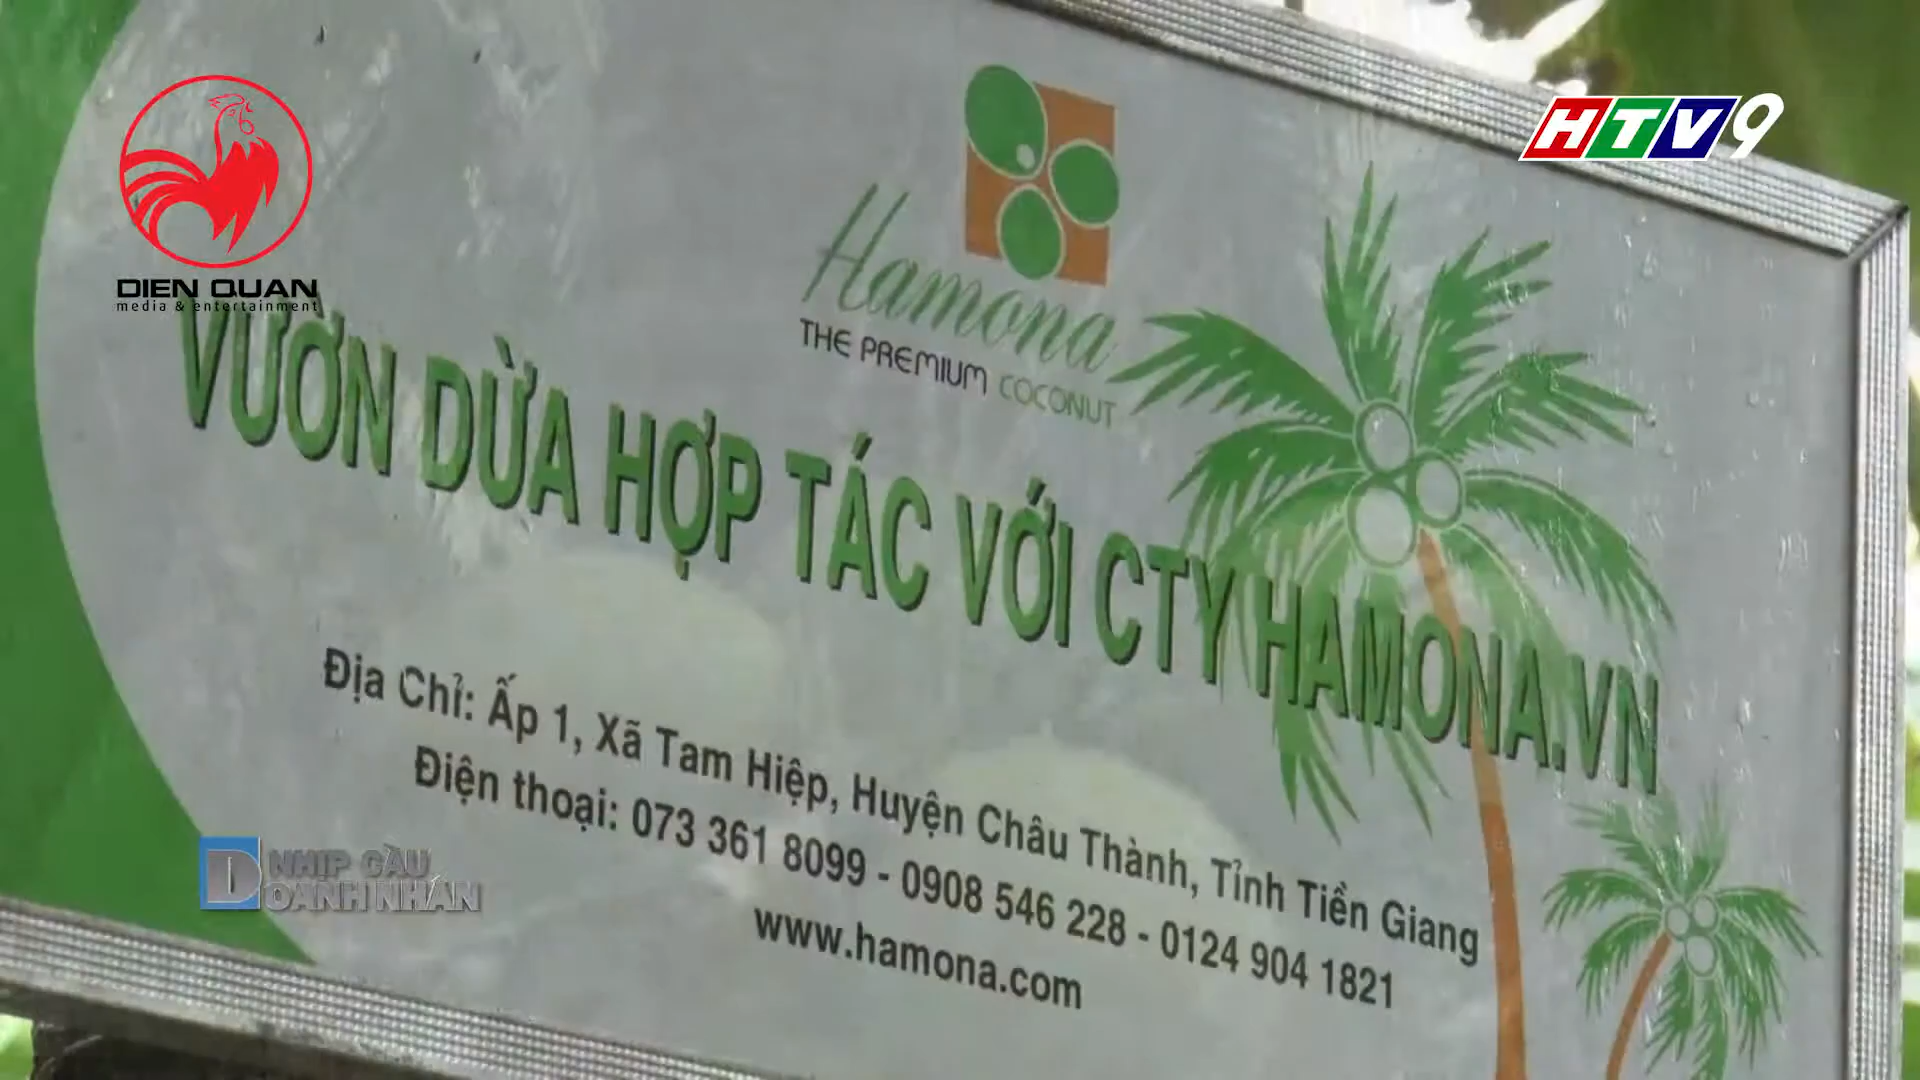 HTV9
DIEN QUAN
media & entertainment
Hamona
THE PREMIUM COCONUT
VƯỜN DỪA HỢP TÁC VỚI CTY HAMONA.VN
Địa Chỉ: Ấp 1, Xã Tam Hiệp, Huyện Châu Thành, Tỉnh Tiền Giang
Điện thoại: 073 361 8099 - 0908 546 228 - 0124 904 1821
www.hamona.com
NHỊP CẦU
DOANH NHÂN